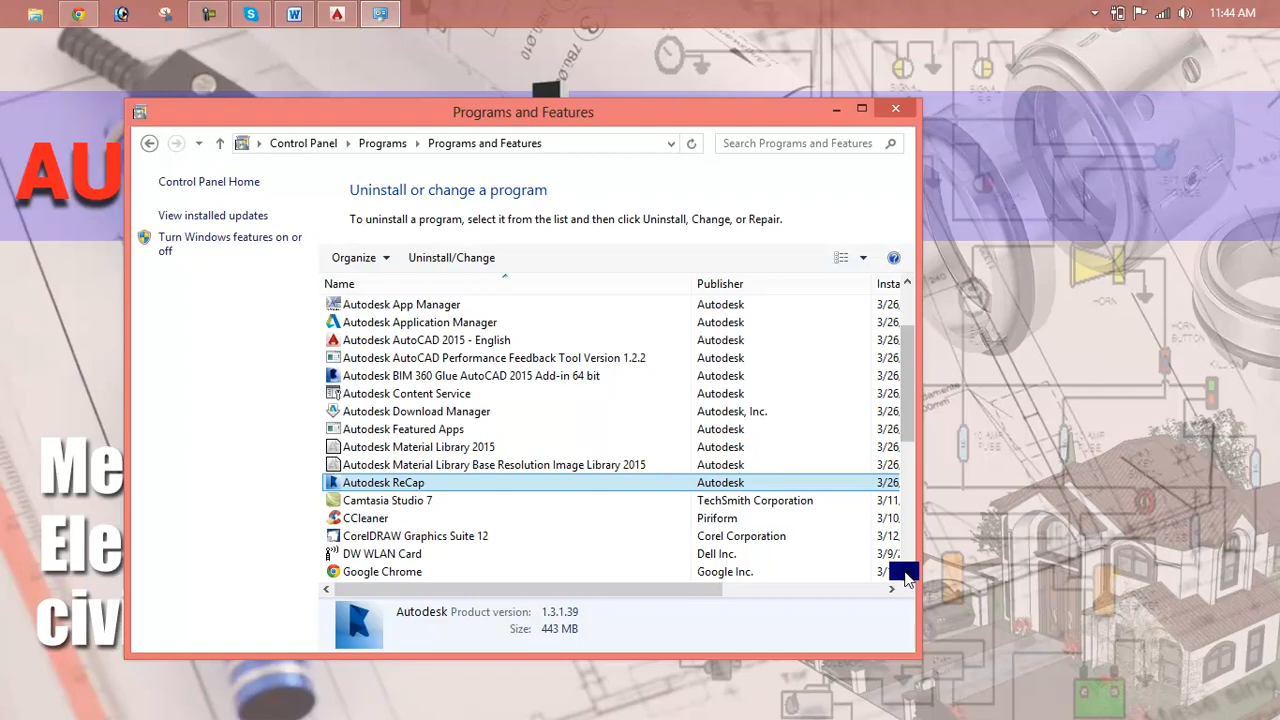 11:44 AM
Programs and Features
Control Panel
Programs
Programs and Features
Search Programs and Features
Control Panel Home
View installed updates
Turn Windows features on or
off
Uninstall or change a program
To uninstall a program, select it from the list and then click Uninstall, Change, or Repair.
Organize
Uninstall/Change
Name Publisher Insta
Autodesk App Manager Autodesk 3/26,
Autodesk Application Manager Autodesk 3/26,
Autodesk AutoCAD 2015 - English Autodesk 3/26,
Autodesk AutoCAD Performance Feedback Tool Version 1.2.2 Autodesk 3/26,
Autodesk BIM 360 Glue AutoCAD 2015 Add-in 64 bit Autodesk 3/26,
Autodesk Content Service Autodesk 3/26,
Autodesk Download Manager Autodesk, Inc. 3/26,
Autodesk Featured Apps Autodesk 3/26,
Autodesk Material Library 2015 Autodesk 3/26,
Autodesk Material Library Base Resolution Image Library 2015 Autodesk 3/26,
Autodesk ReCap Autodesk 3/26,
Camtasia Studio 7 TechSmith Corporation 3/11,
CCleaner Piriform 3/10,
CorelDRAW Graphics Suite 12 Corel Corporation 3/12,
DW WLAN Card Dell Inc. 3/9/
Google Chrome Google Inc.
Autodesk Product version: 1.3.1.39
Size: 443 MB
AU
Me
Ele
civ
HORN
HORN
BUTTON